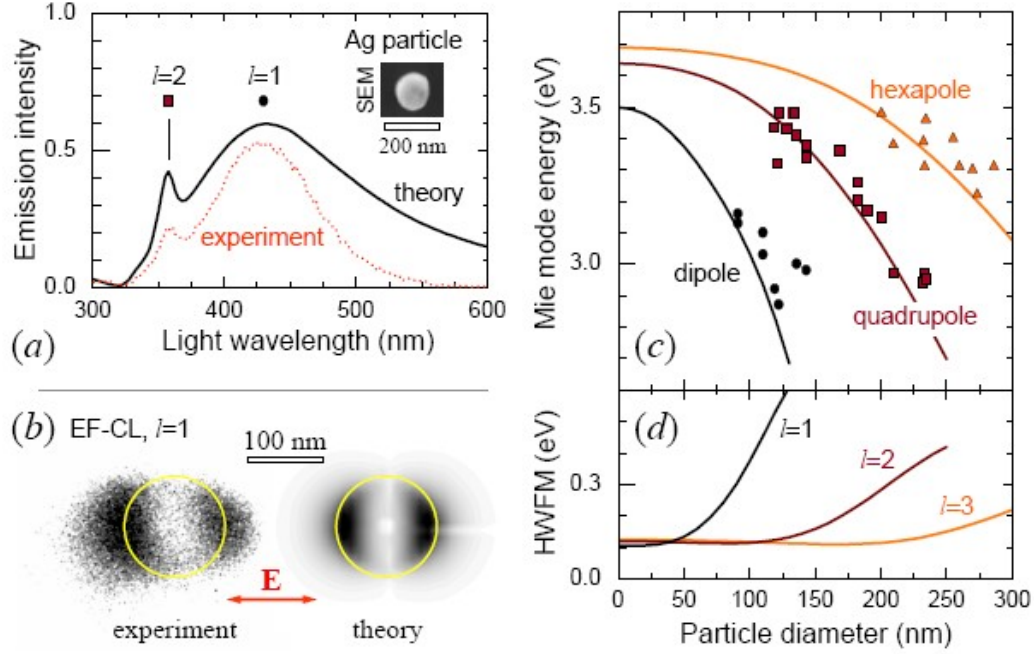 1.0
0.5
0.0
Emission intensity
l=2
l=1
Ag particle
SEM
200 nm
theory
experiment
300
400
500
600
Light wavelength (nm)
(a)
(b)
EF-CL, l=1
100 nm
E
experiment
theory
3.5
3.0
Mie mode energy (eV)
hexapole
dipole
quadrupole
(c)
(d)
0.3
0.0
HWFM (eV)
l=1
l=2
l=3
0
50
100
150
200
250
300
Particle diameter (nm)